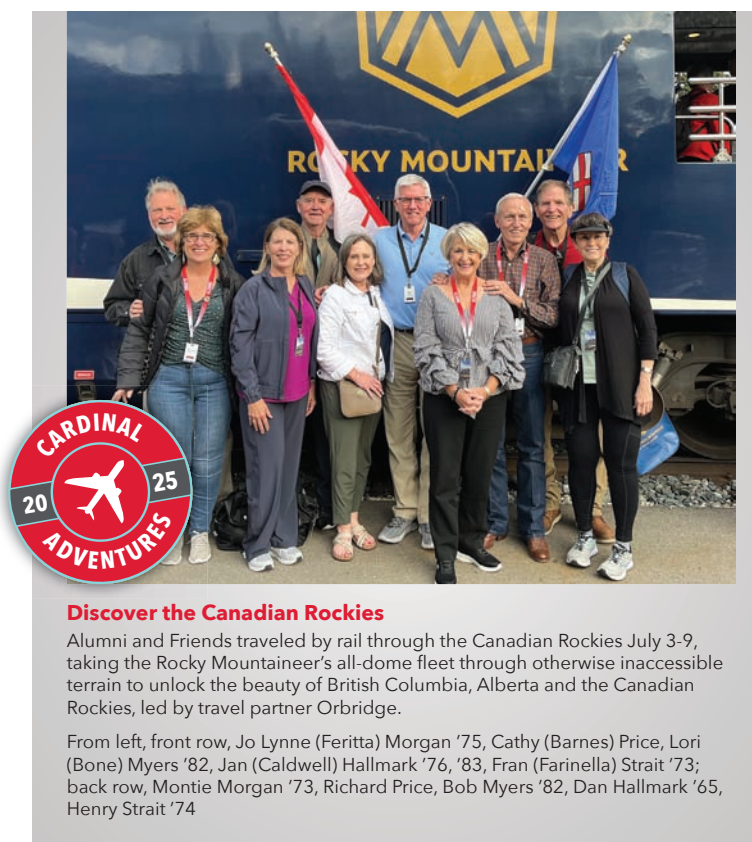 ROCKY MOUNTAI R
CARDINAL
20 25
ADVENTURES
Discover the Canadian Rockies
Alumni and Friends traveled by rail through the Canadian Rockies July 3-9,
taking the Rocky Mountaineer’s all-dome fleet through otherwise inaccessible
terrain to unlock the beauty of British Columbia, Alberta and the Canadian
Rockies, led by travel partner Orbridge.
From left, front row, Jo Lynne (Feritta) Morgan ’75, Cathy (Barnes) Price, Lori
(Bone) Myers ’82, Jan (Caldwell) Hallmark ’76, ’83, Fran (Farinella) Strait ’73;
back row, Montie Morgan ’73, Richard Price, Bob Myers ’82, Dan Hallmark ’65,
Henry Strait ’74